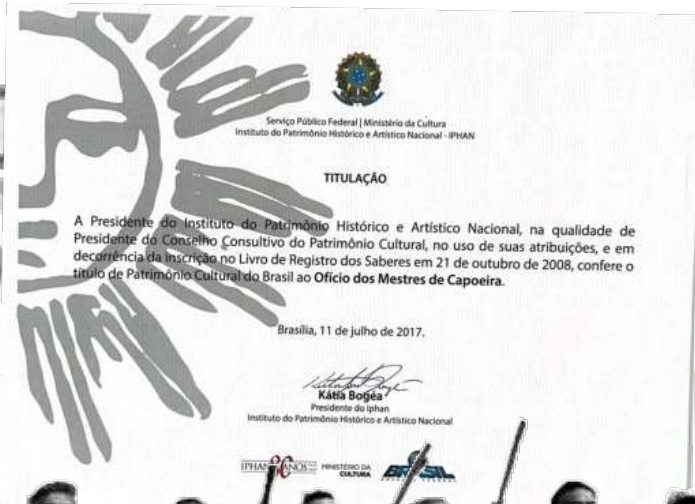 Serviço Público Federal | Ministério da Cultura
Instituto do Patrimônio Histórico e Artístico Nacional - IPHAN
TITULAÇÃO
A Presidente do Instituto do Patrimônio Histórico e Artístico Nacional, na qualidade de
Presidente do Conselho Consultivo do Patrimônio Cultural, no uso de suas atribuições, e em
decorrência da inscrição no Livro de Registro dos Saberes em 21 de outubro de 2008, confere o
título de Patrimônio Cultural do Brasil ao Ofício dos Mestres de Capoeira.
Brasília, 11 de julho de 2017.
Kátia Bogéa
Presidente do Iphan
Instituto do Patrimônio Histórico e Artístico Nacional
IPHAN 80 ANOS MINISTÉRIO DA
CULTURA
BRASIL